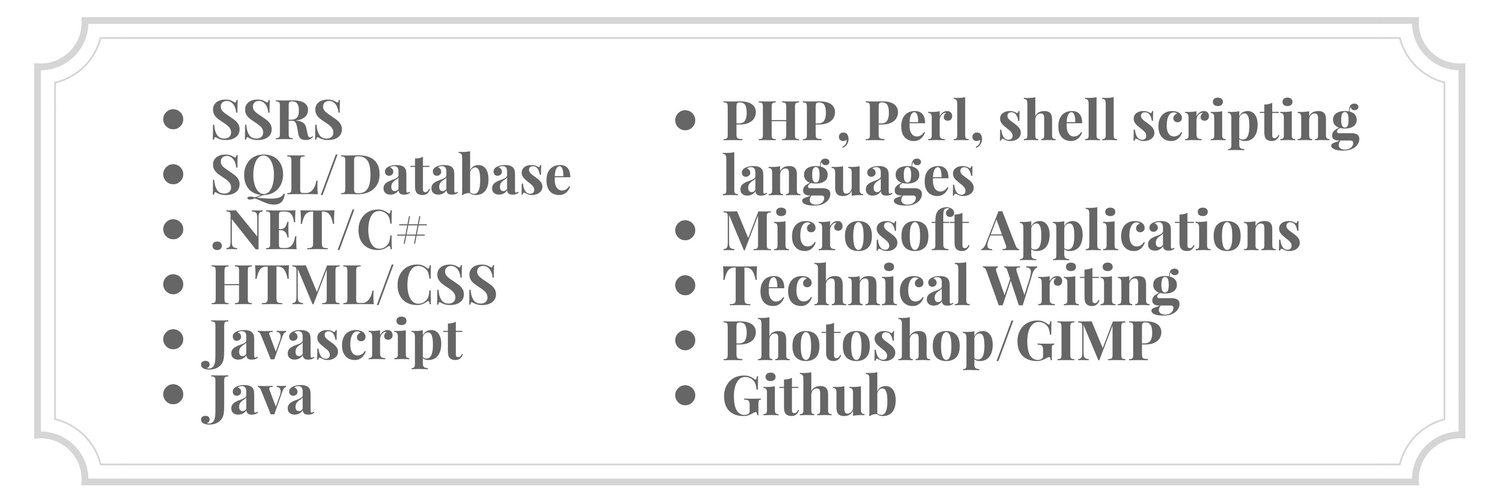 SSRS
SQL/Database
.NET/C#
HTML/CSS
Javascript
Java
PHP, Perl, shell scripting
languages
Microsoft Applications
Technical Writing
Photoshop/GIMP
Github